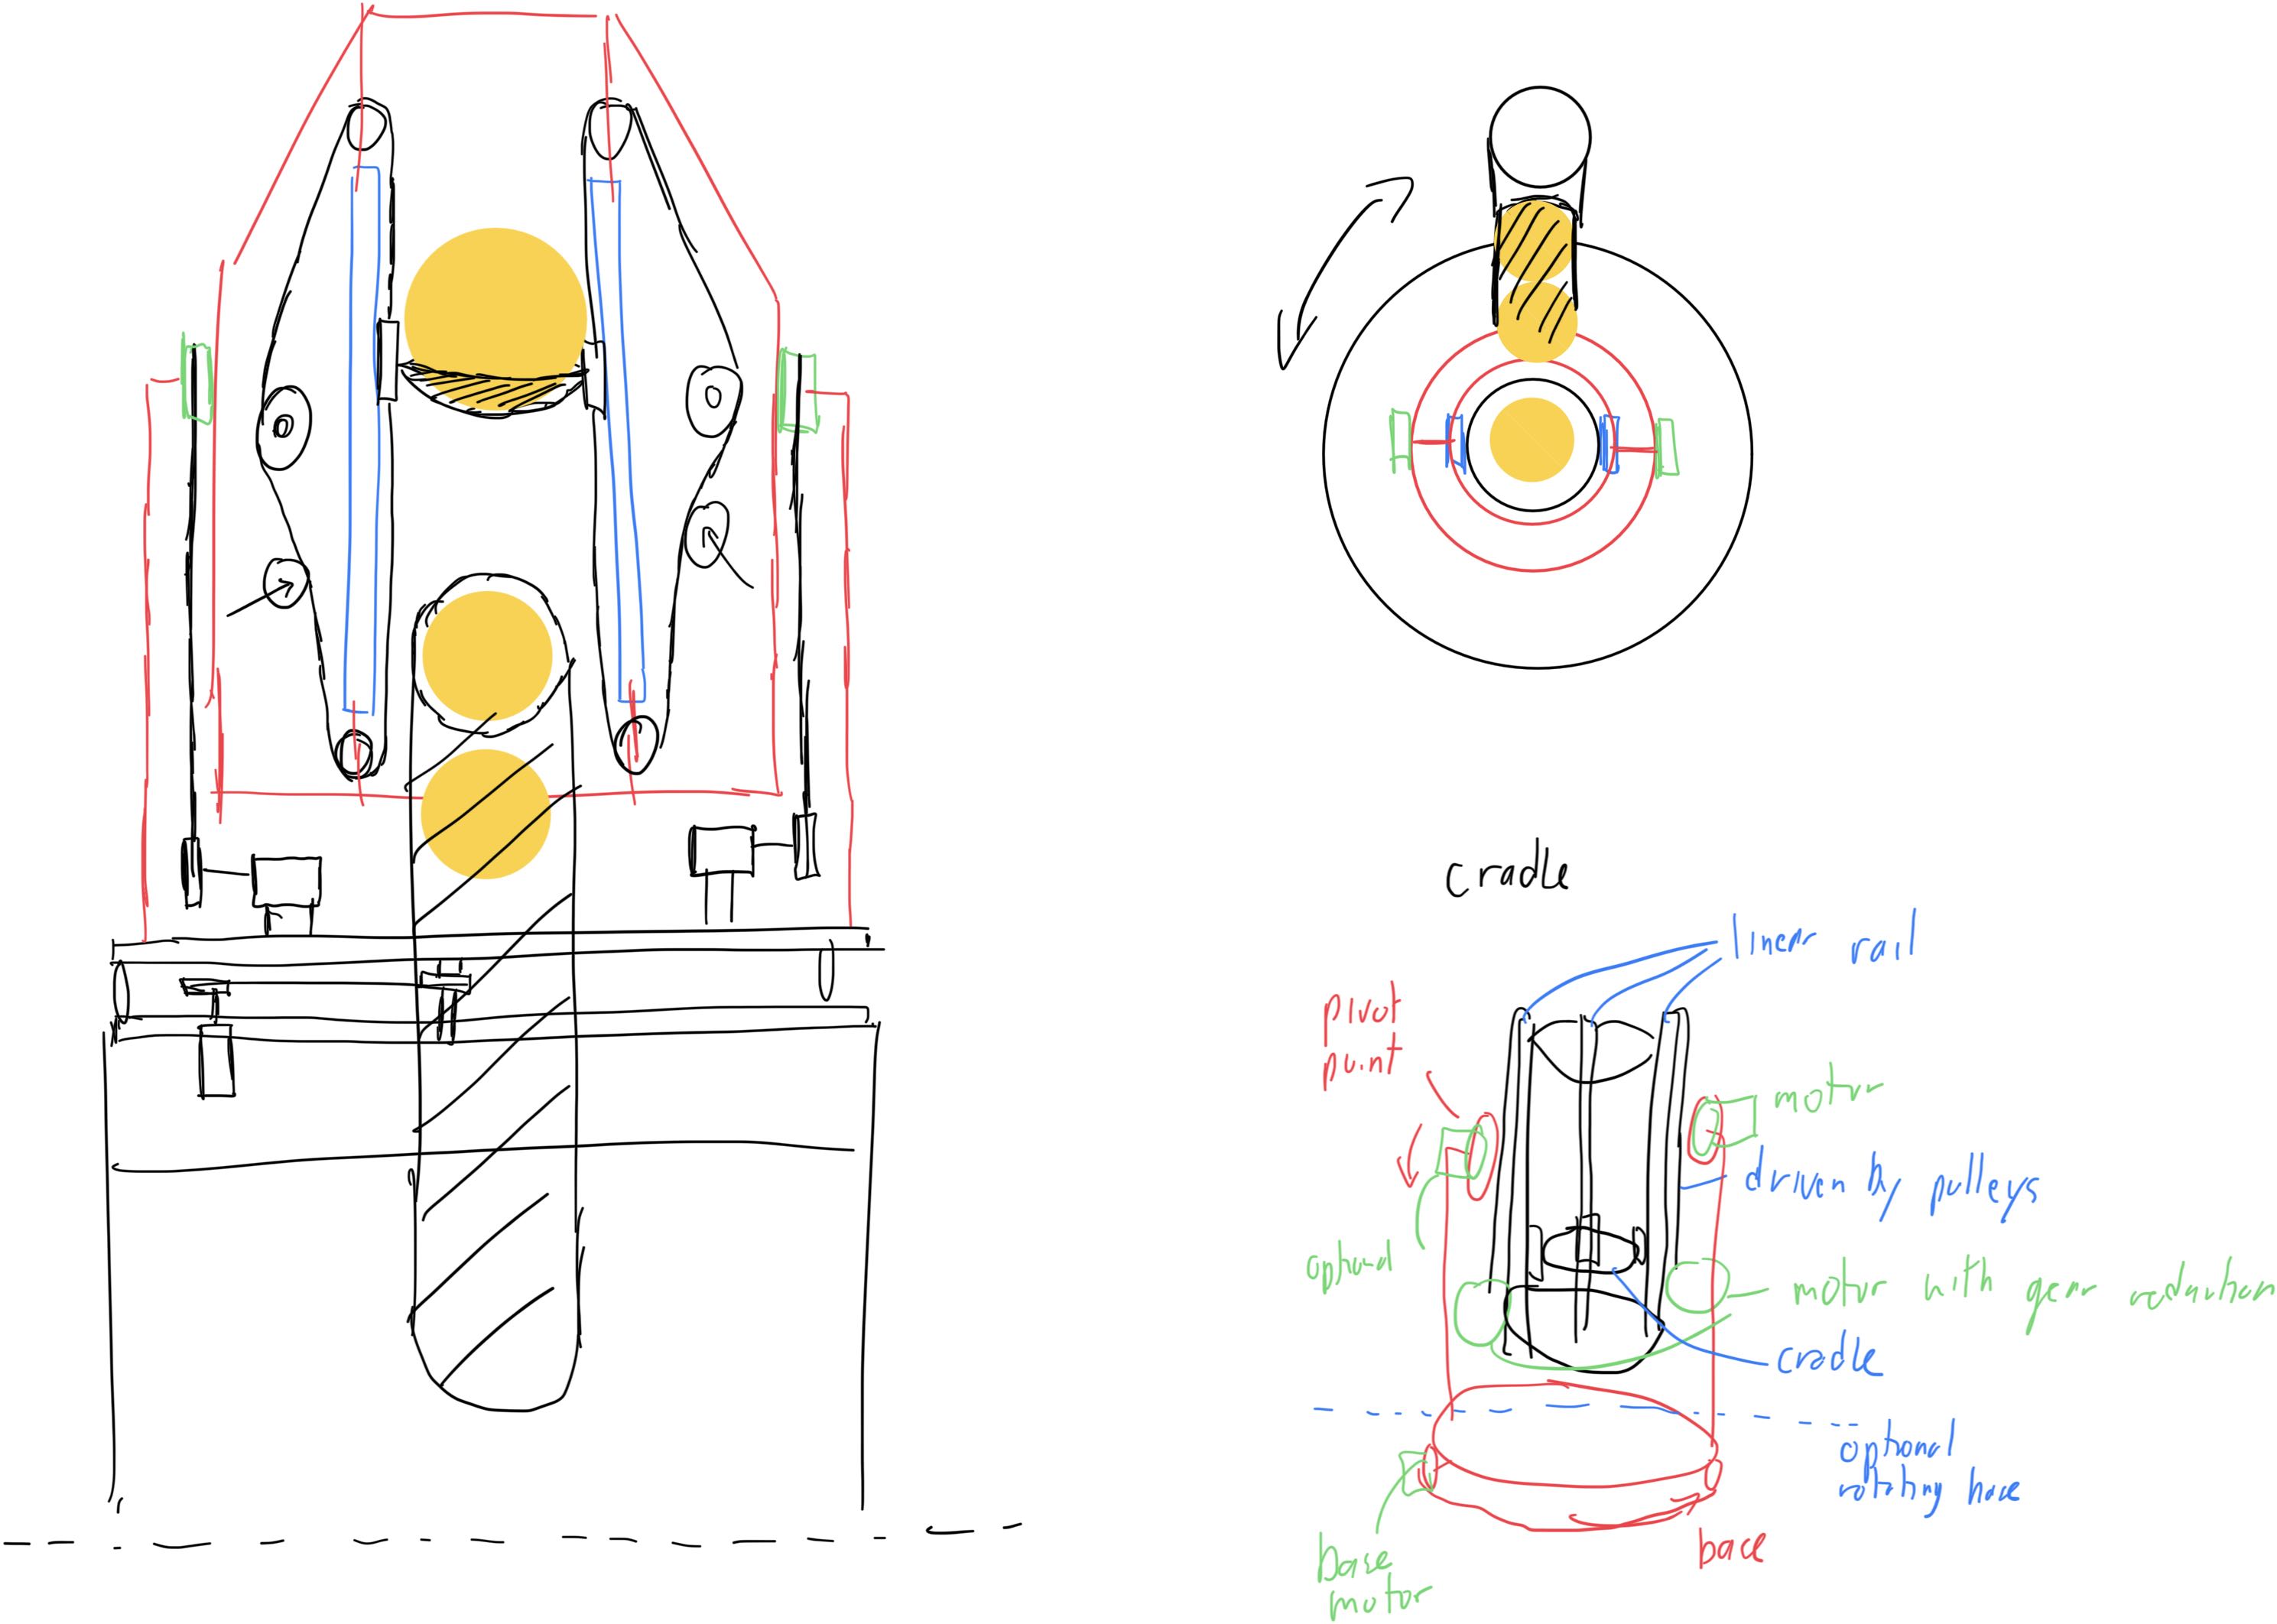 cradle
linear rail
pivot
point
motor
driven by pulleys
optional
motor with gear reduction
cradle
optional
rotating base
base
base
motor